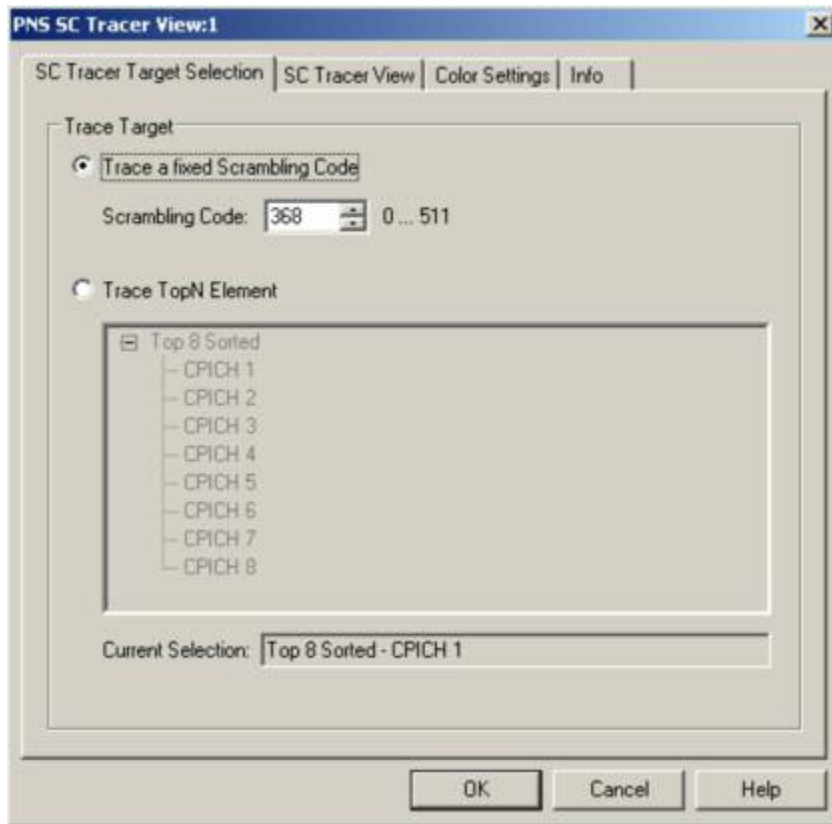 PNS SC Tracer View:1
SC Tracer Target Selection SC Tracer View Color Settings Info
Trace Target
Trace a fixed Scrambling Code
Scrambling Code: 368 0 ... 511
Trace TopN Element
Top 8 Sorted
CPICH 1
CPICH 2
CPICH 3
CPICH 4
CPICH 5
CPICH 6
CPICH 7
CPICH 8
Current Selection: Top 8 Sorted - CPICH 1
OK Cancel Help